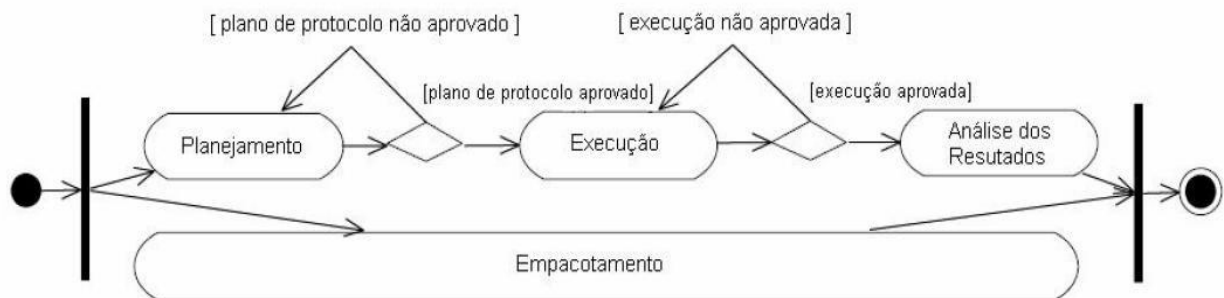 [ plano de protocolo não aprovado ]
[ execução não aprovada ]
[plano de protocolo aprovado]
[execução aprovada]
Planejamento
Execução
Análise dos
Resutados
Empacotamento